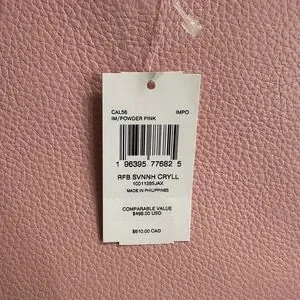 CAL56 IMPO
IM/POWDER PINK
1 96395 77682 5
RFB SVNNH CRYLL
10011285JAX
MADE IN PHILIPPINES
COMPARABLE VALUE
$498.00 USD
$610.00 CAD